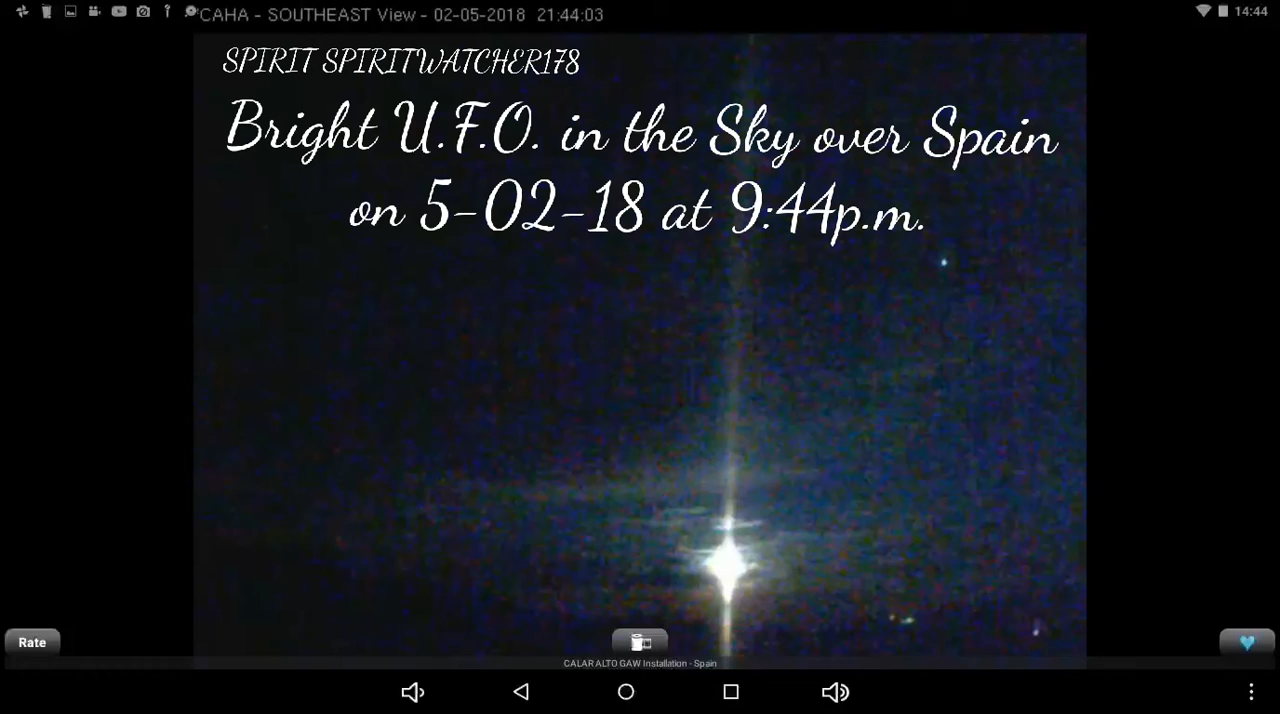 CAHA - SOUTHEAST View - 02-05-2018 21:44:03
14:44
SPIRIT SPIRITWATCHER178
Bright U.F.O. in the Sky over Spain
on 5-02-18 at 9:44p.m.
Rate
CALAR ALTO GAW Installation - Spain